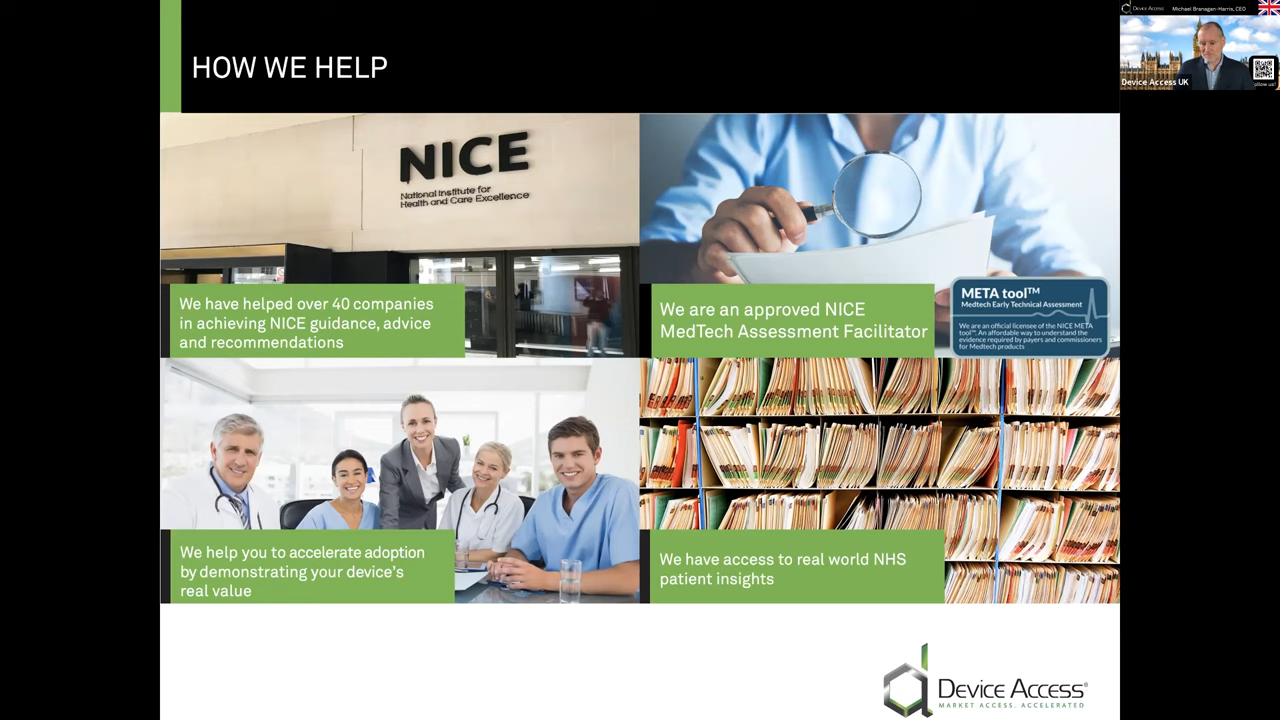 HOW WE HELP
Device Access
Michael Branagan-Harris, CEO
Device Access UK
follow us!
NICE
National Institute for
Health and Care Excellence
We have helped over 40 companies
in achieving NICE guidance, advice
and recommendations
We are an approved NICE
MedTech Assessment Facilitator
META tool™
Medtech Early Technical Assessment
We are an official licensee of the NICE META
tool™. An affordable way to understand the
evidence required by payers and commissioners
for Medtech products
We help you to accelerate adoption
by demonstrating your device's
real value
We have access to real world NHS
patient insights
Device Access®
MARKET ACCESS. ACCELERATED